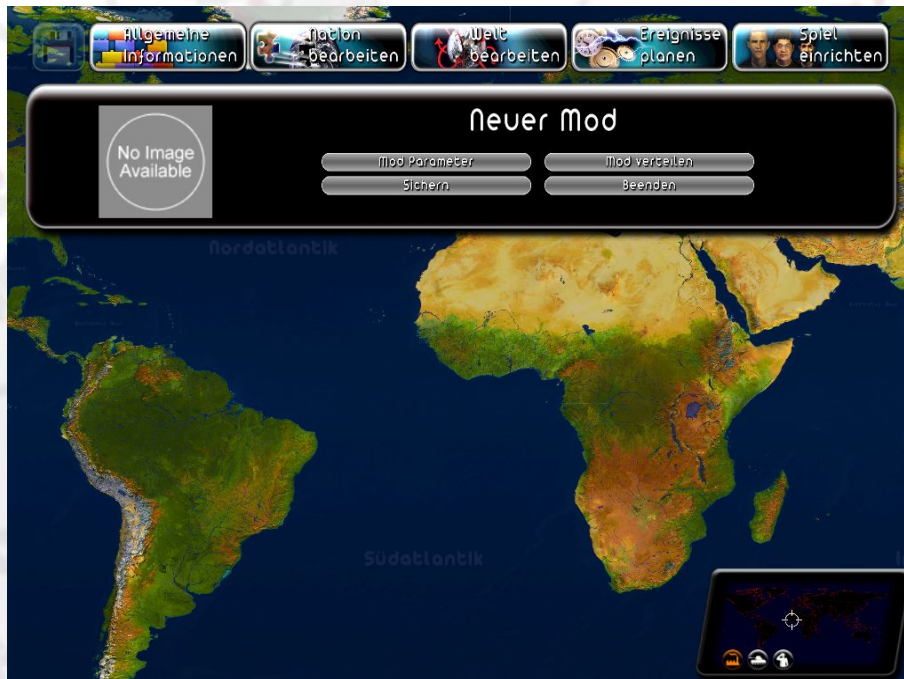 Allgemeine
Informationen
Nation
bearbeiten
Welt
bearbeiten
Ereignisse
planen
Spiel
einrichten
Neuer Mod
No Image
Available
Mod Parameter
Mod verteilen
Sichern
Beenden
Nordatlantik
Südatlantik